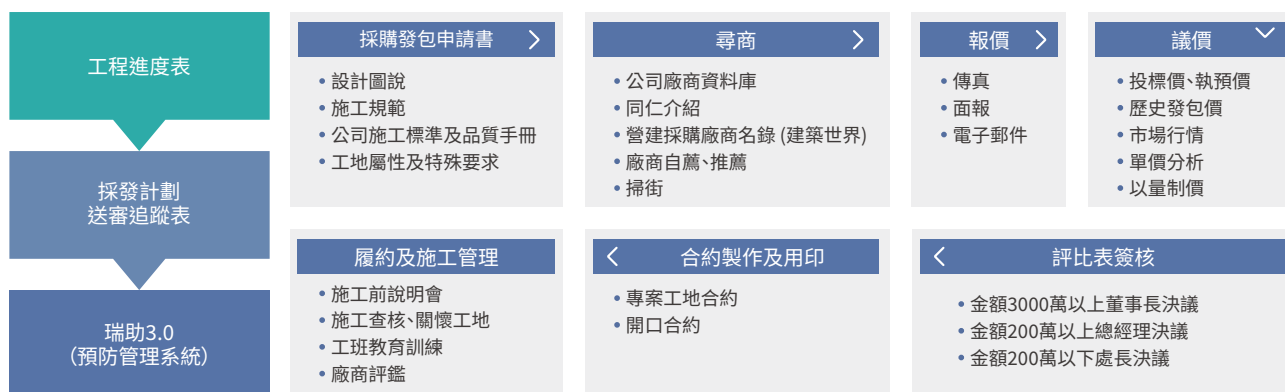 工程進度表
採發計劃
送審追蹤表
瑞助3.0
(預防管理系統)
採購發包申請書 >
• 設計圖說
• 施工規範
• 公司施工標準及品質手冊
• 工地屬性及特殊要求
尋商 >
• 公司廠商資料庫
• 同仁介紹
• 營建採購廠商名錄 (建築世界)
• 廠商自薦、推薦
• 掃街
報價 >
• 傳真
• 面報
• 電子郵件
議價
• 投標價、執預價
• 歷史發包價
• 市場行情
• 單價分析
• 以量制價
< 評比表簽核
• 金額3000萬以上董事長決議
• 金額200萬以上總經理決議
• 金額200萬以下處長決議
< 合約製作及用印
• 專案工地合約
• 開口合約
履約及施工管理
• 施工前說明會
• 施工查核、關懷工地
• 工班教育訓練
• 廠商評鑑